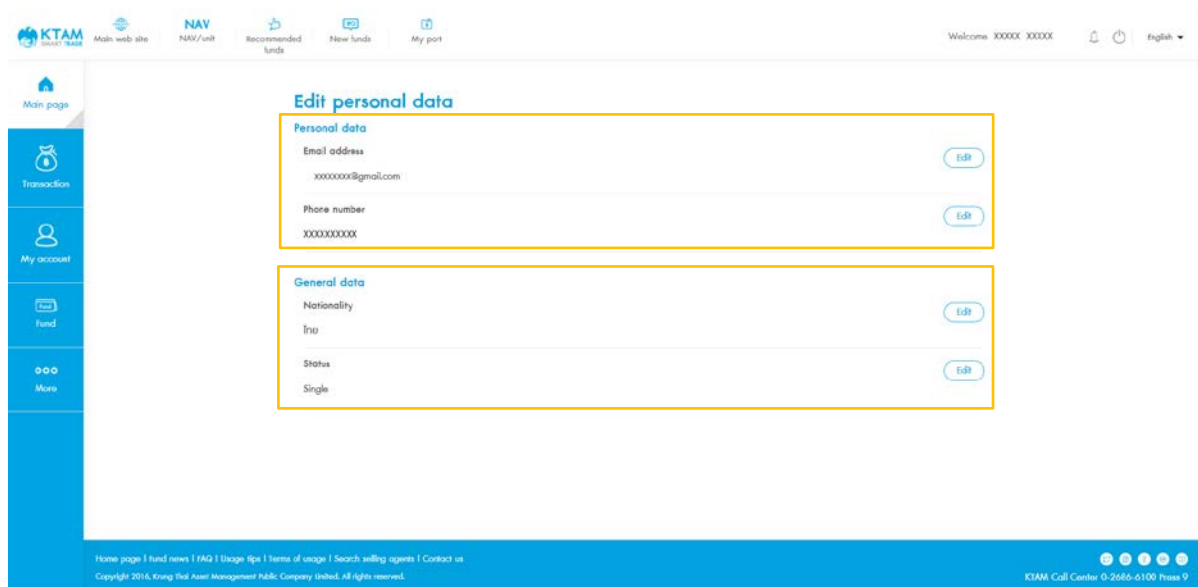 KTAM
SMART TRADE
Main web site
NAV
NAV/unit
Recommended
funds
New funds
My port
Welcome XXXXX XXXXX
English
Main page
Transaction
My account
Fund
Fund
More
Edit personal data
Personal data
Email address
Edit
xxxxxxxx@gmail.com
Phone number
Edit
XXXXXXXXXX
General data
Nationality
Edit
ไทย
Status
Edit
Single
Home page | Fund news | FAQ | Usage tips | Terms of usage | Search selling agents | Contact us
Copyright 2016, Krung Thai Asset Management Public Company Limited. All rights reserved.
KTAM Call Center 0-2686-6100 Press 9